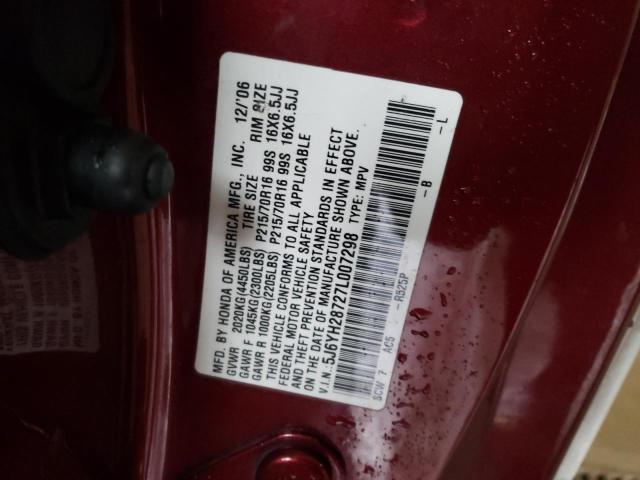 MFD. BY HONDA OF AMERICA MFG., INC. 12/'06
GVWR 2020KG(4450LBS) TIRE SIZE RIM SIZE
GAWR F 1045KG(2300LBS) P215/70R16 99S 16X6.5JJ
GAWR R 1000KG(2205LBS) P215/70R16 99S 16X6.5JJ
THIS VEHICLE CONFORMS TO ALL APPLICABLE
FEDERAL MOTOR VEHICLE SAFETY
AND THEFT PREVENTION STANDARDS IN EFFECT
ON THE DATE OF MANUFACTURE SHOWN ABOVE.
V.I.N.: 5J6YH28727L007298 TYPE: MPV
SCW 7 AC5 -R525P -B -L